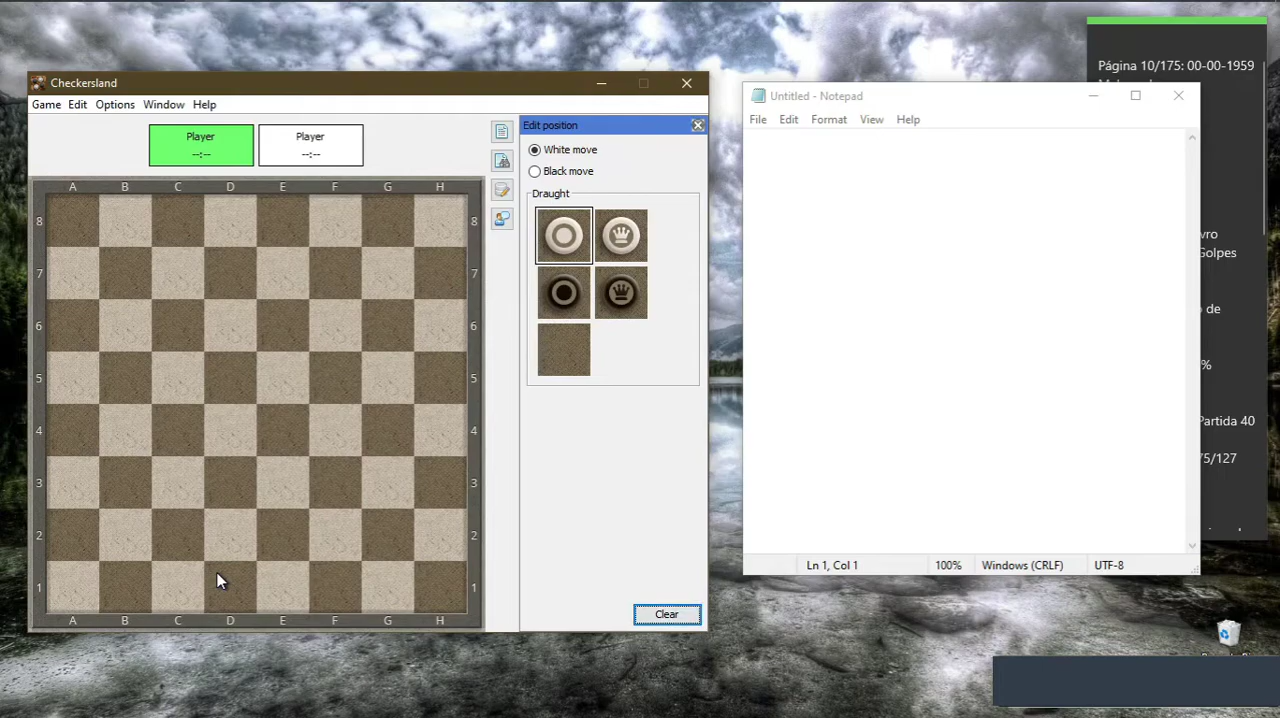 Checkersland
Game Edit Options Window Help
Player
--:--
Player
--:--
A B C D E F G H
8 8
7 7
6 6
5 5
4 4
3 3
2 2
1 1
A B C D E F G H
Edit position
White move
Black move
Draught
Clear
Untitled - Notepad
File Edit Format View Help
Ln 1, Col 1 100% Windows (CRLF) UTF-8
Página 10/175: 00-00-1959
Golpes
de
%
Partida 40
/127